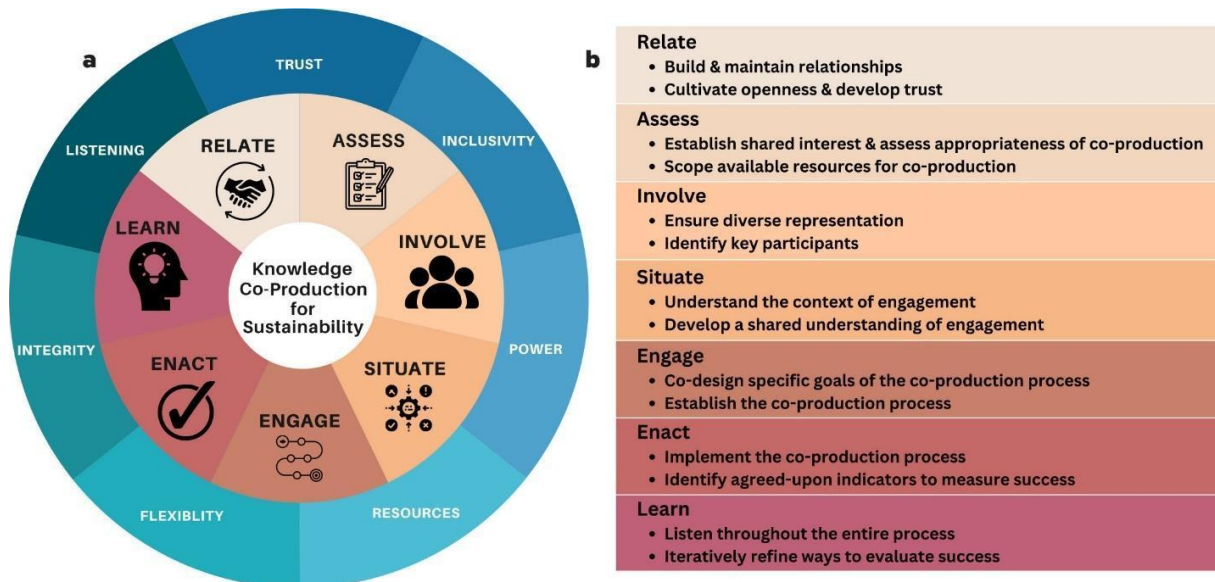 a
TRUST
INCLUSIVITY
POWER
RESOURCES
FLEXIBLITY
INTEGRITY
LISTENING
RELATE
ASSESS
INVOLVE
SITUATE
ENGAGE
ENACT
LEARN
Knowledge
Co-Production
for
Sustainability
b
Relate
• Build & maintain relationships
• Cultivate openness & develop trust
Assess
• Establish shared interest & assess appropriateness of co-production
• Scope available resources for co-production
Involve
• Ensure diverse representation
• Identify key participants
Situate
• Understand the context of engagement
• Develop a shared understanding of engagement
Engage
• Co-design specific goals of the co-production process
• Establish the co-production process
Enact
• Implement the co-production process
• Identify agreed-upon indicators to measure success
Learn
• Listen throughout the entire process
• Iteratively refine ways to evaluate success